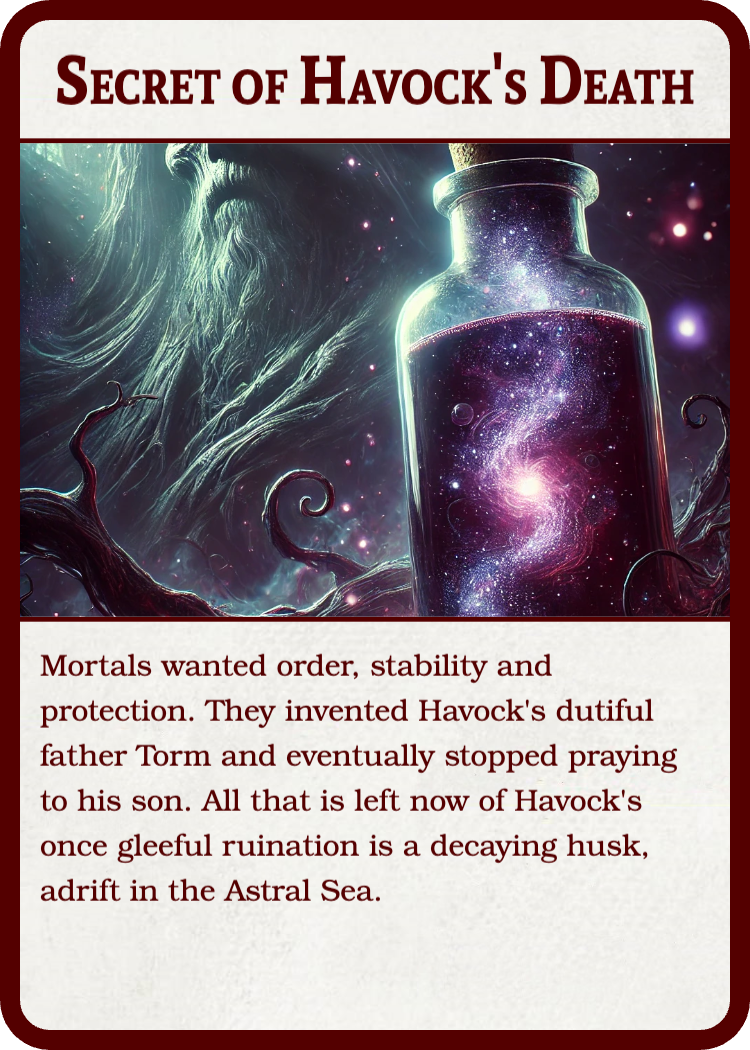 Secret of Havock's Death
Mortals wanted order, stability and
protection. They invented Havock's dutiful
father Torm and eventually stopped praying
to his son. All that is left now of Havock's
once gleeful ruination is a decaying husk,
adrift in the Astral Sea.